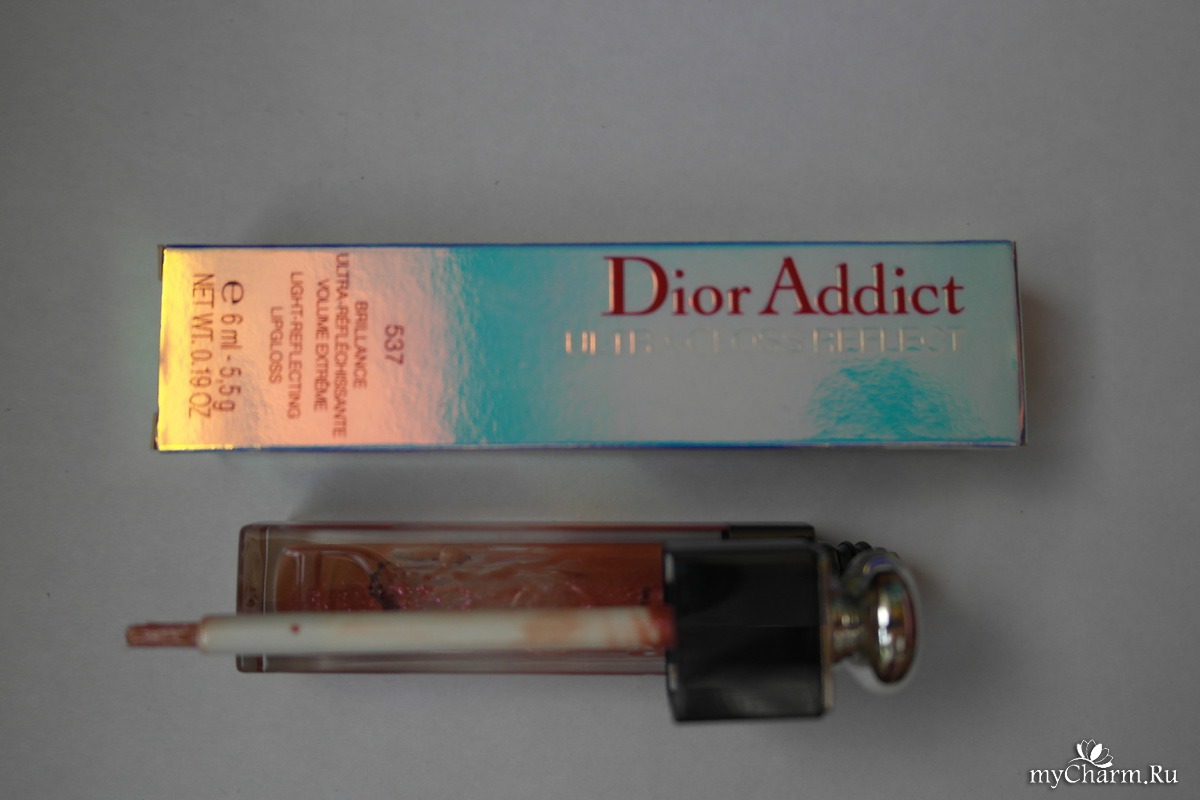 Dior Addict
ULTRA-GLOSS REFLECT
537
BRILLANCE
ULTRA-RÉFLÉCHISSANTE
VOLUME EXTRÊME
LIGHT-REFLECTING
LIPGLOSS
e 6 ml - 5,5 g
NET WT. 0.19 OZ
myCharm.Ru